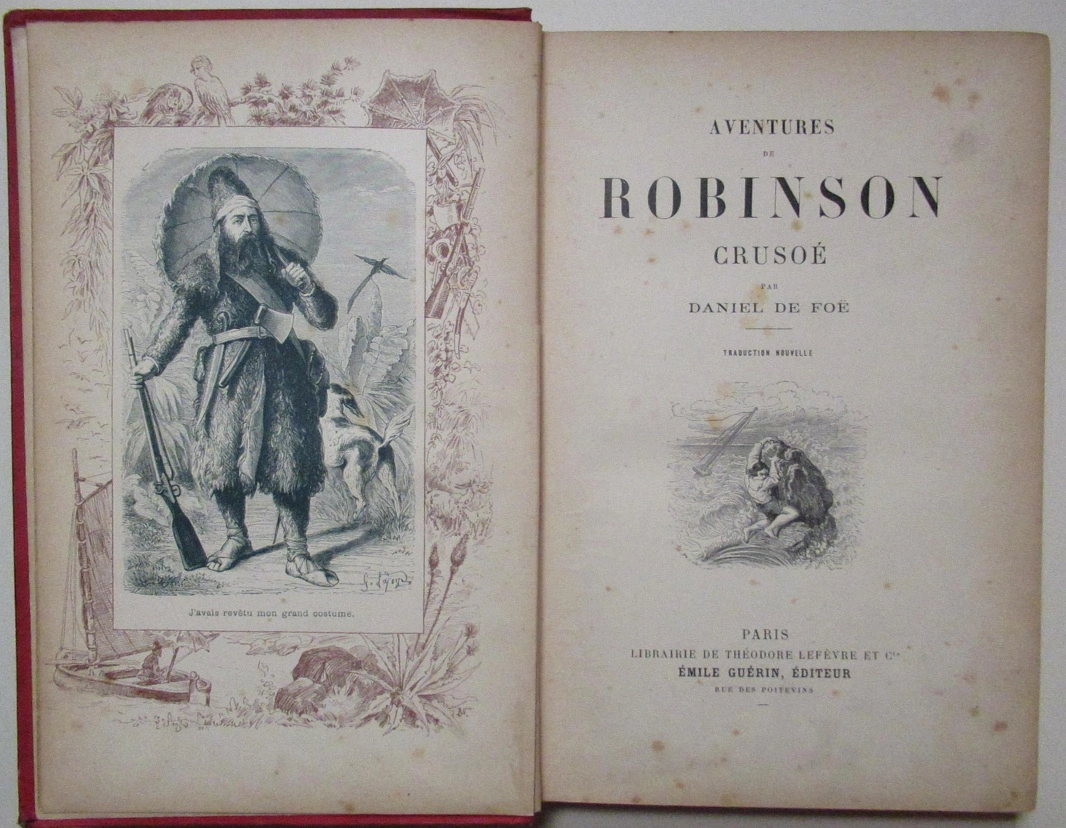 J'avais revêtu mon grand costume.
AVENTURES
DE
ROBINSON
CRUSOÉ
PAR
DANIEL DE FOË
TRADUCTION NOUVELLE
PARIS
LIBRAIRIE DE THÉODORE LEFÈVRE ET Cie
ÉMILE GUÉRIN, ÉDITEUR
RUE DES POITEVINS